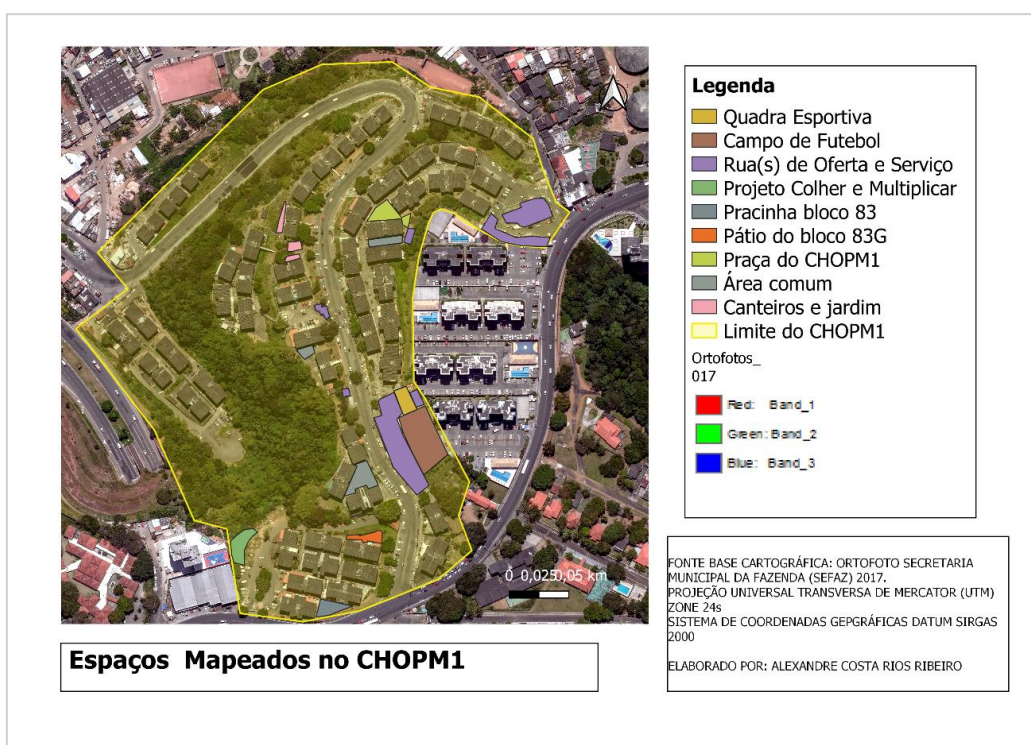 Legenda
Quadra Esportiva
Campo de Futebol
Rua(s) de Oferta e Serviço
Projeto Colher e Multiplicar
Pracinha bloco 83
Pátio do bloco 83G
Praça do CHOPM1
Área comum
Canteiros e jardim
Limite do CHOPM1
Ortofotos_
017
Red: Band_1
Green: Band_2
Blue: Band_3
0 0,0250,05 km
Espaços Mapeados no CHOPM1
FONTE BASE CARTOGRÁFICA: ORTOFOTO SECRETARIA
MUNICIPAL DA FAZENDA (SEFAZ) 2017.
PROJEÇÃO UNIVERSAL TRANSVERSA DE MERCATOR (UTM)
ZONE 24s
SISTEMA DE COORDENADAS GEPGRÁFICAS DATUM SIRGAS
2000
ELABORADO POR: ALEXANDRE COSTA RIOS RIBEIRO